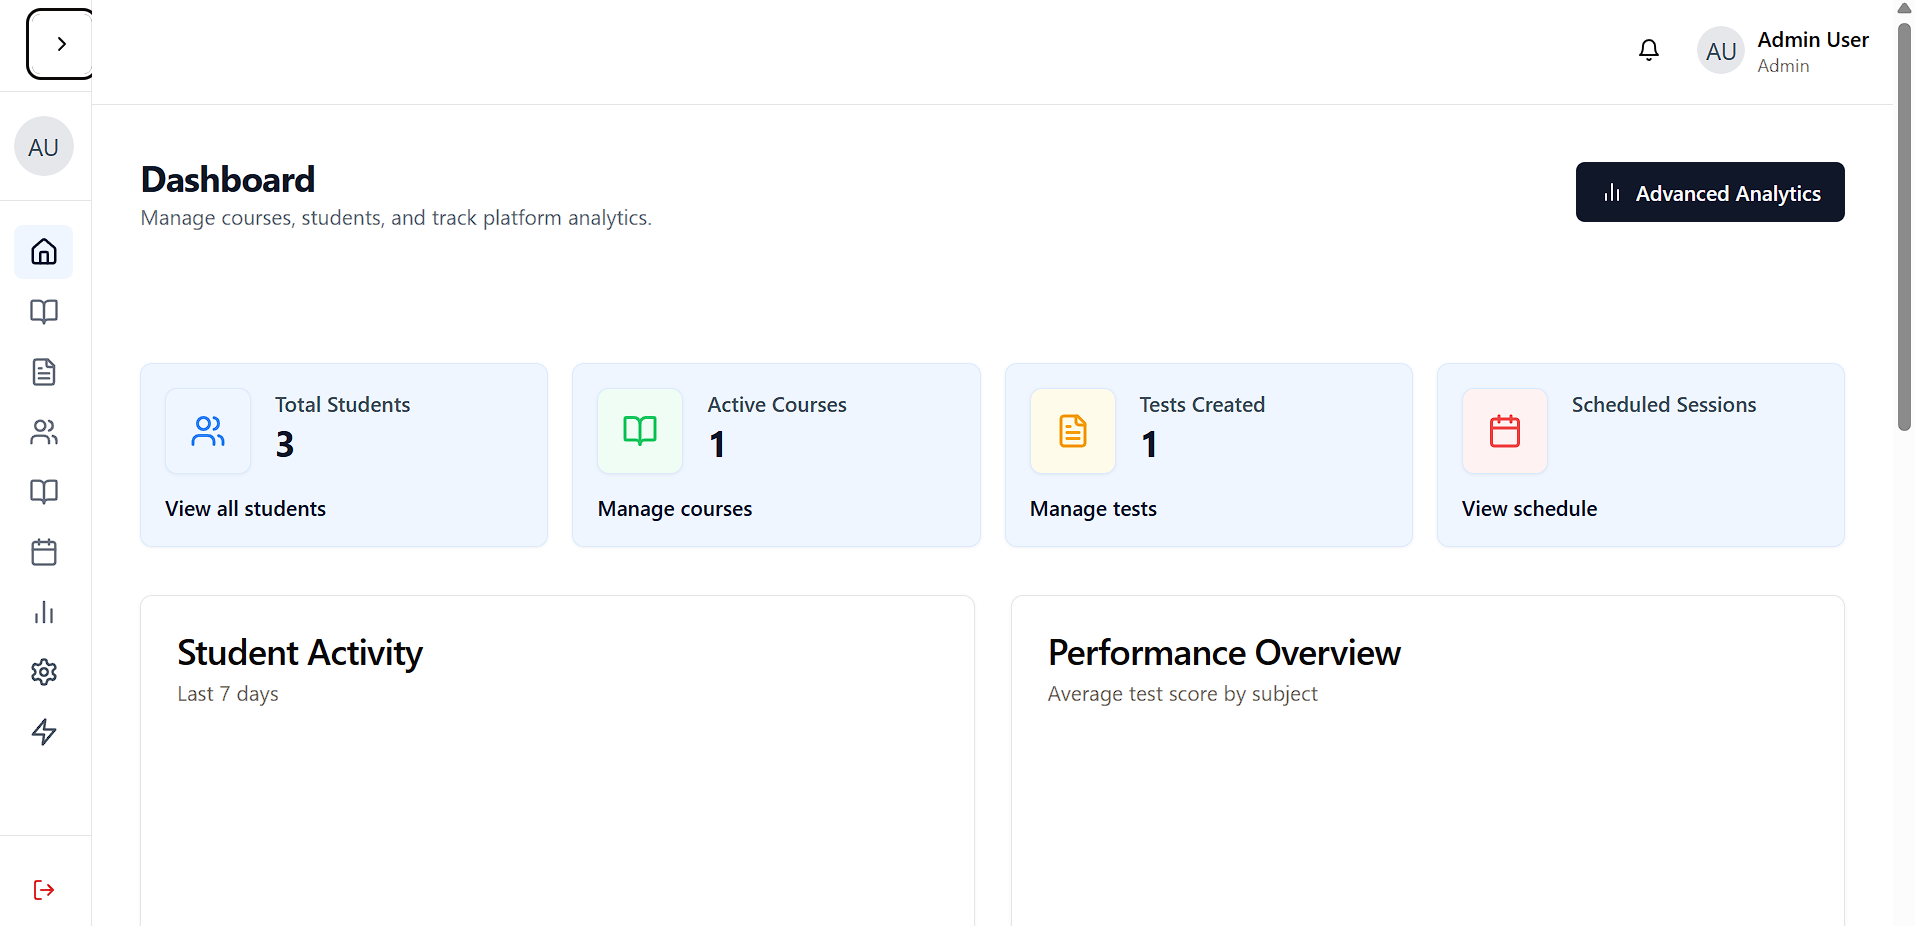 Admin User
AU
Admin
AU
Dashboard
Manage courses, students, and track platform analytics.
Advanced Analytics
Total Students
3
View all students
Active Courses
1
Manage courses
Tests Created
1
Manage tests
Scheduled Sessions
View schedule
Student Activity
Last 7 days
Performance Overview
Average test score by subject